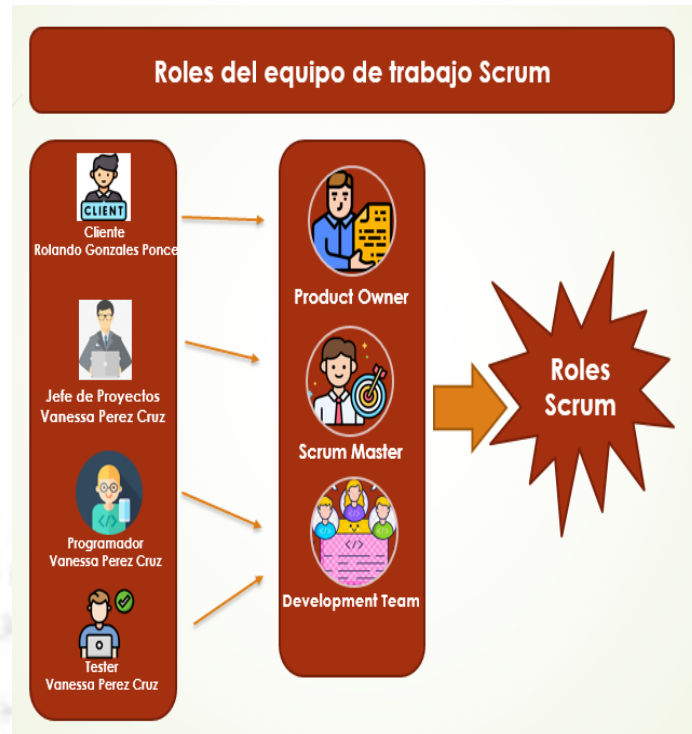 Roles del equipo de trabajo Scrum
CLIENT
Cliente
Rolando Gonzales Ponce
Jefe de Proyectos
Vanessa Perez Cruz
</>
Programador
Vanessa Perez Cruz
Tester
Vanessa Perez Cruz
Product Owner
Scrum Master
</>
Development Team
Roles
Scrum